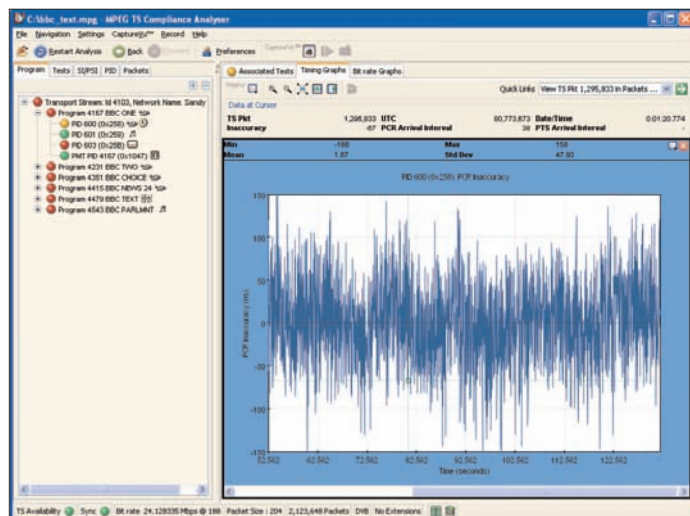 C:\bbc_text.mpg - MPEG TS Compliance Analyser
File Navigation Settings CaptureVu™ Record Help
Restart Analysis Back Forward Preferences CaptureVu™
Program Tests SI/PSI PID Packets
Transport Stream: Id 4103, Network Name: Sandy
Program 4167 BBC ONE
PID 600 (0x258)
PID 601 (0x259)
PID 603 (0x25B)
PMT PID 4167 (0x1047)
Program 4231 BBC TWO
Program 4351 BBC CHOICE
Program 4415 BBC NEWS 24
Program 4479 BBC TEXT
Program 4543 BBC PARLMNT
Associated Tests Timing Graphs Bit rate Graphs
Quick Links View TS Pkt 1,295,833 in Packets ...
Data at Cursor
TS Pkt 1,295,833 UTC 80,773,673 Date/Time 0:01:20.774
Inaccuracy -67 PCR Arrival Interval 38 PTS Arrival Interval -
Min -168 Max 158
Mean 1.87 Std Dev 47.93
PID 600 (0x258): PCR Inaccuracy
150
100
50
0
-50
-100
-150
PCR Inaccuracy (ns)
52.562 62.562 72.562 82.562 92.562 102.562 112.562 122.562
Time (seconds)
TS Availability Sync Bit rate 24.128335 Mbps @ 188 Packet Size : 204 2,123,648 Packets DVB No Extensions